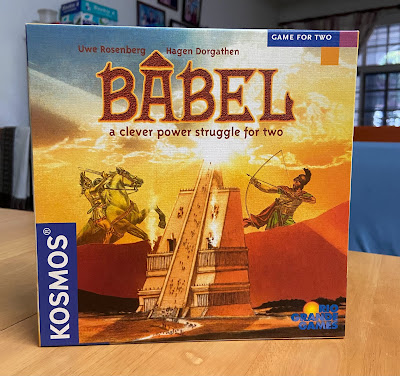 GAME FOR TWO
Uwe Rosenberg Hagen Dorgathen
BABEL
a clever power struggle for two
KOSMOS®
RIO
GRANDE
GAMES